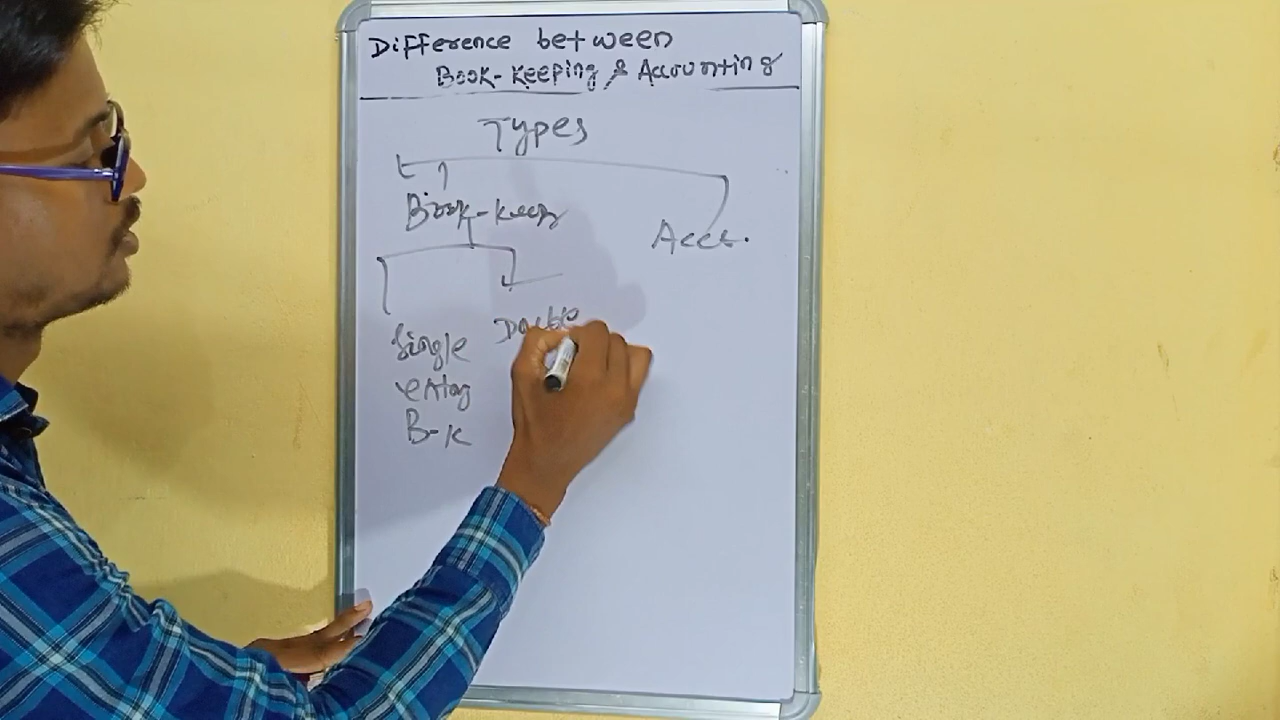 Difference between
Book-Keeping & Accounting
Types
Book-Keep
Acct.
Single
Double
entry
B-K